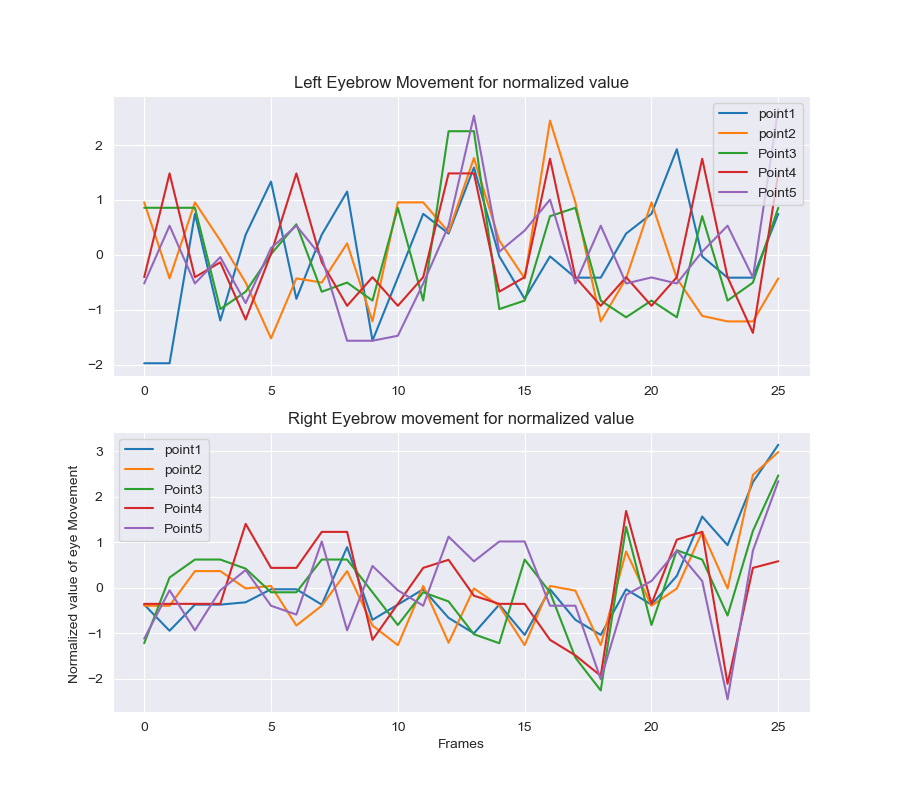 Left Eyebrow Movement for normalized value
2
1
0
−1
−2
point1
point2
Point3
Point4
Point5
0 5 10 15 20 25
Right Eyebrow movement for normalized value
Normalized value of eye Movement
3
2
1
0
−1
−2
point1
point2
Point3
Point4
Point5
0 5 10 15 20 25
Frames